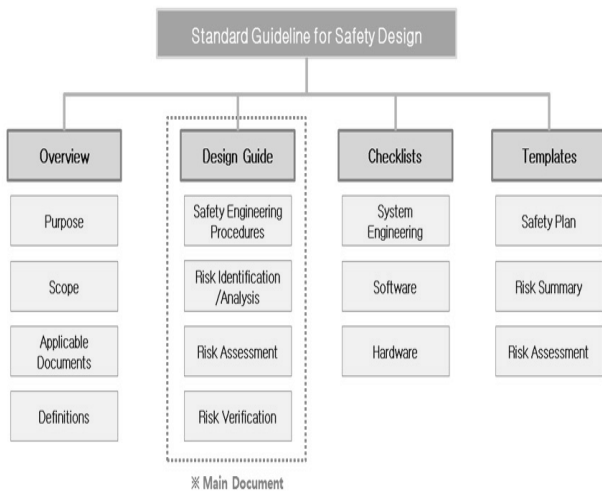 Standard Guideline for Safety Design
Overview
Purpose
Scope
Applicable
Documents
Definitions
Design Guide
Safety Engineering
Procedures
Risk Identification
/Analysis
Risk Assessment
Risk Verification
※ Main Document
Checklists
System
Engineering
Software
Hardware
Templates
Safety Plan
Risk Summary
Risk Assessment